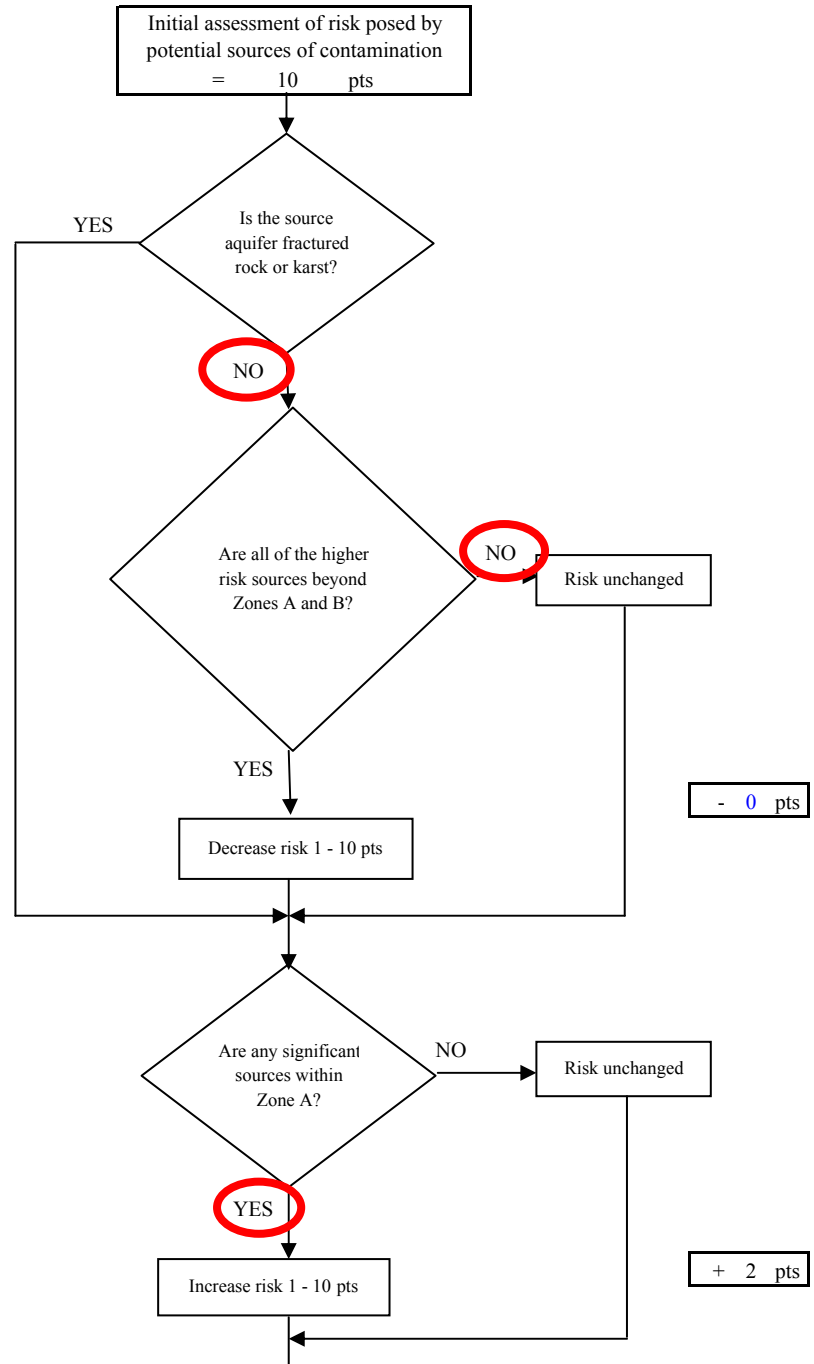 Initial assessment of risk posed by
potential sources of contamination
= 10 pts
YES
Is the source
aquifer fractured
rock or karst?
NO
Are all of the higher
risk sources beyond
Zones A and B?
NO
Risk unchanged
YES
- 0 pts
Decrease risk 1 - 10 pts
Are any significant
sources within
Zone A?
NO
Risk unchanged
YES
+ 2 pts
Increase risk 1 - 10 pts